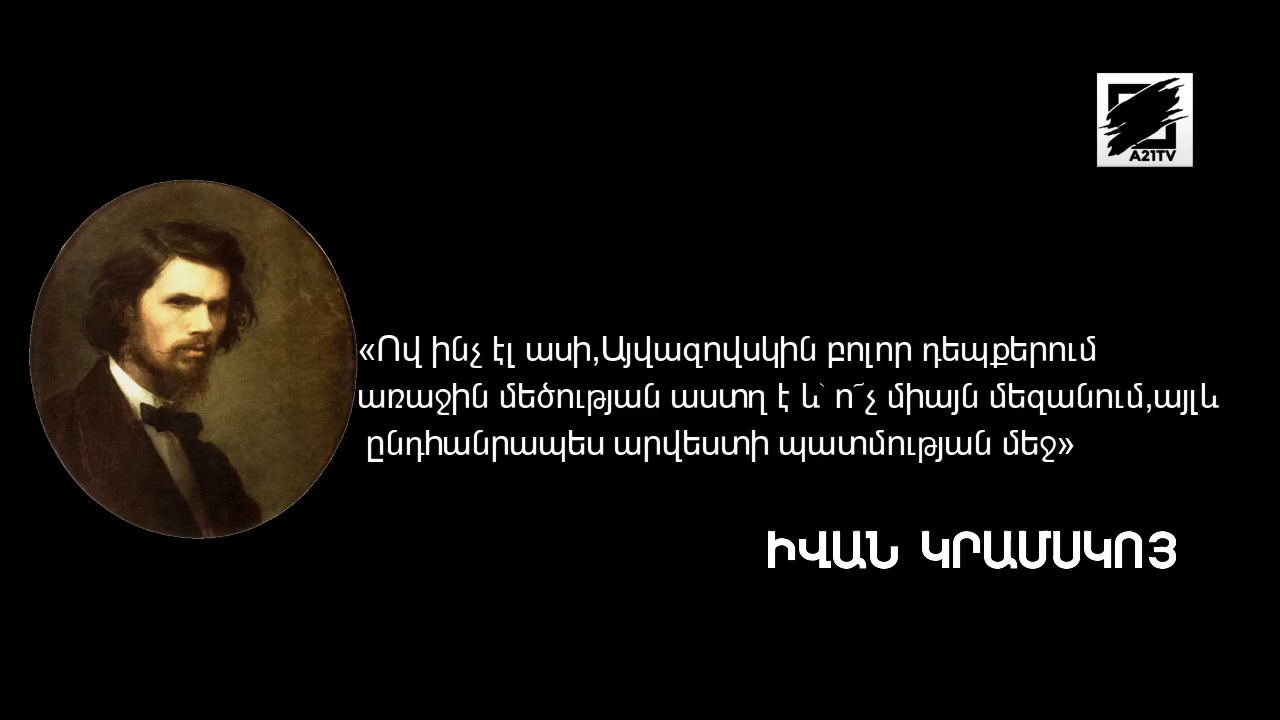 A21TV
«Ով ինչ էլ ասի,Այվազովսկին բոլոր դեպքերում
առաջին մեծության աստղ է և՝ ո՜չ միայն մեզանում,այլև
ընդհանրապես արվեստի պատմության մեջ»
ԻՎԱՆ ԿՐԱՄՍԿՈՅ